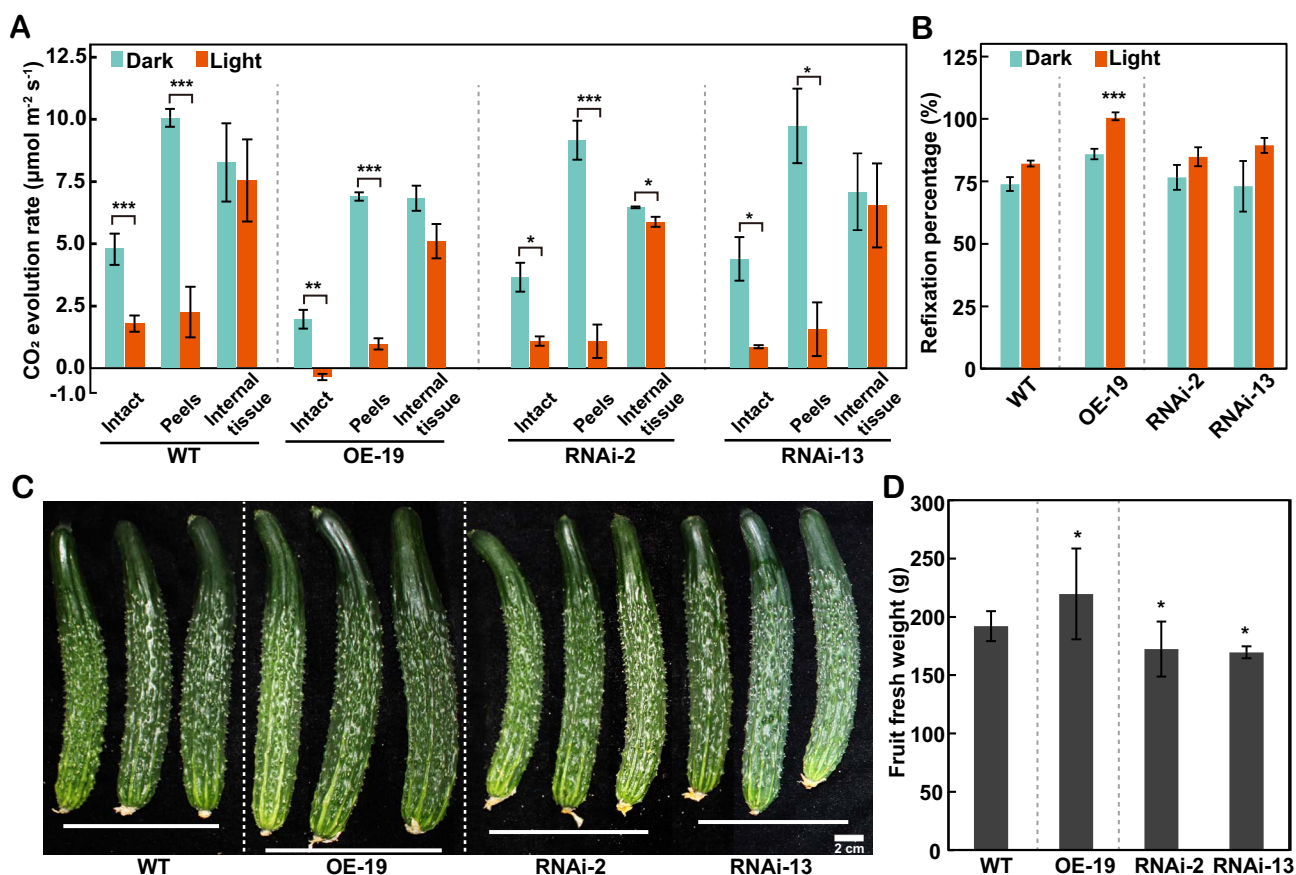 A
CO₂ evolution rate (µmol m⁻² s⁻¹)
12.5
10.0
7.5
5.0
2.5
0.0
-1.0
Dark Light
***
***
**
***
*
***
*
*
*
Intact
Peels
Internal tissue
Intact
Peels
Internal tissue
Intact
Peels
Internal tissue
Intact
Peels
Internal tissue
WT
OE-19
RNAi-2
RNAi-13
B
Refixation percentage (%)
125
100
75
50
25
0
Dark Light
***
WT
OE-19
RNAi-2
RNAi-13
C
WT
OE-19
RNAi-2
RNAi-13
2 cm
D
Fruit fresh weight (g)
300
250
200
150
100
50
0
*
*
*
WT
OE-19
RNAi-2
RNAi-13